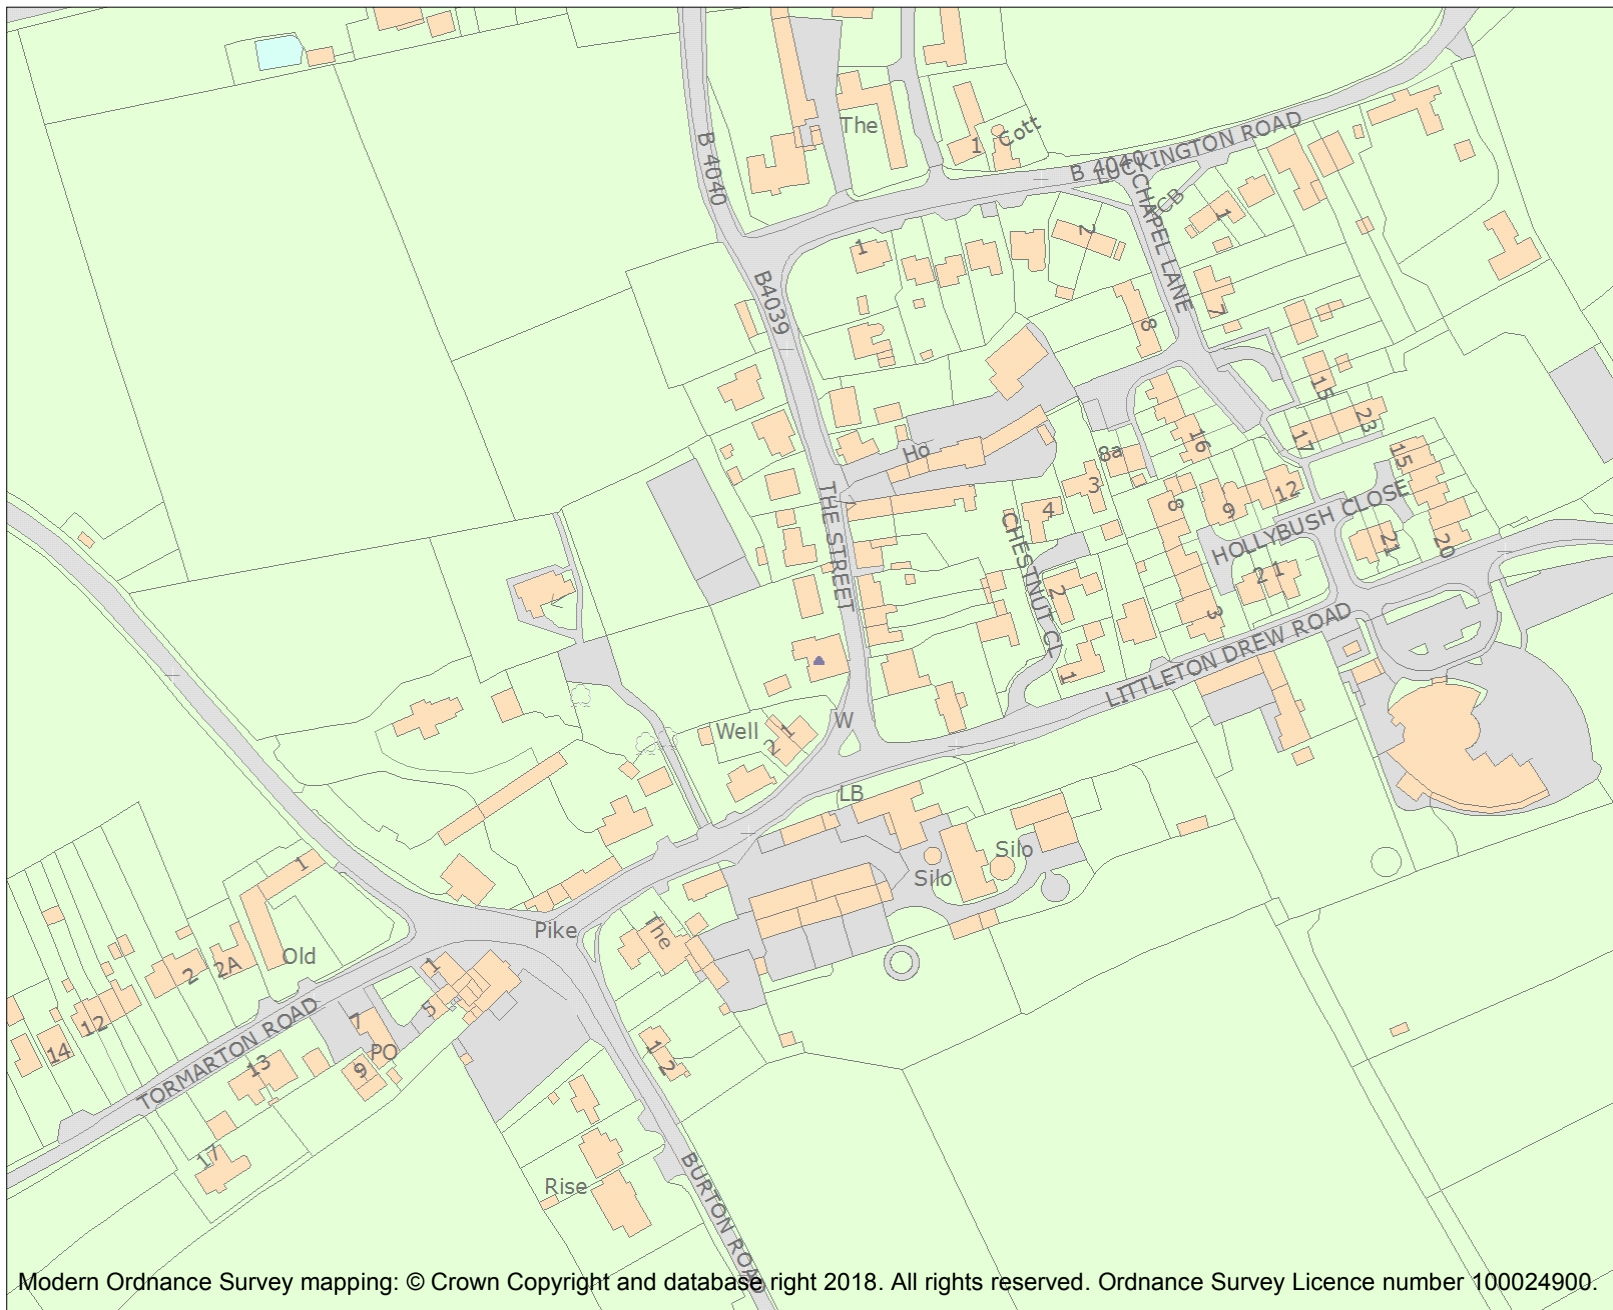 The
1
Cott
B 4040
B 4040
LUCKINGTON ROAD
CB
CHAPEL LANE
1
2
1
B4039
7
8
15
23
17
16
Ho
8a
3
15
12
9
8
4
THE STREET
CHESTNUT CL
HOLLYBUSH CLOSE
21
20
2
2 1
3
LITTLETON DREW ROAD
1
W
Well
1
2
LB
Silo
Silo
1
Pike
The
Old
2
2A
1
5
12
14
7
PO
9
13
TORMARTON ROAD
1
2
17
Rise
BURTON ROAD
Modern Ordnance Survey mapping: © Crown Copyright and database right 2018. All rights reserved. Ordnance Survey Licence number 100024900.